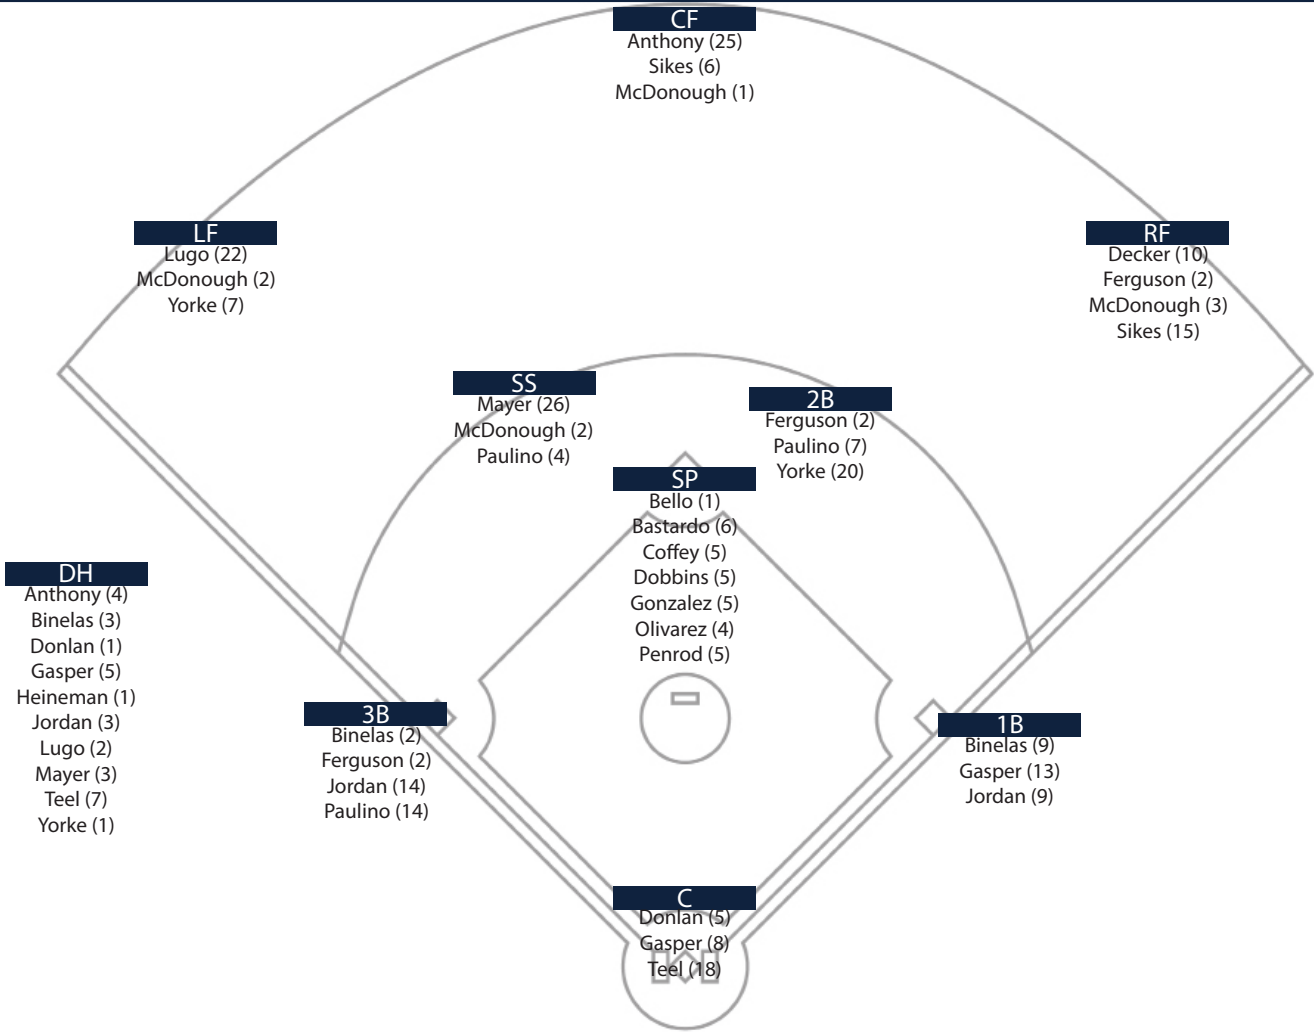 CF
Anthony (25)
Sikes (6)
McDonough (1)
LF
Lugo (22)
McDonough (2)
Yorke (7)
RF
Decker (10)
Ferguson (2)
McDonough (3)
Sikes (15)
SS
Mayer (26)
McDonough (2)
Paulino (4)
2B
Ferguson (2)
Paulino (7)
Yorke (20)
SP
Bello (1)
Bastardo (6)
Coffey (5)
Dobbins (5)
Gonzalez (5)
Olivarez (4)
Penrod (5)
DH
Anthony (4)
Binelas (3)
Donlan (1)
Gasper (5)
Heineman (1)
Jordan (3)
Lugo (2)
Mayer (3)
Teel (7)
Yorke (1)
3B
Binelas (2)
Ferguson (2)
Jordan (14)
Paulino (14)
1B
Binelas (9)
Gasper (13)
Jordan (9)
C
Donlan (5)
Gasper (8)
Teel (18)